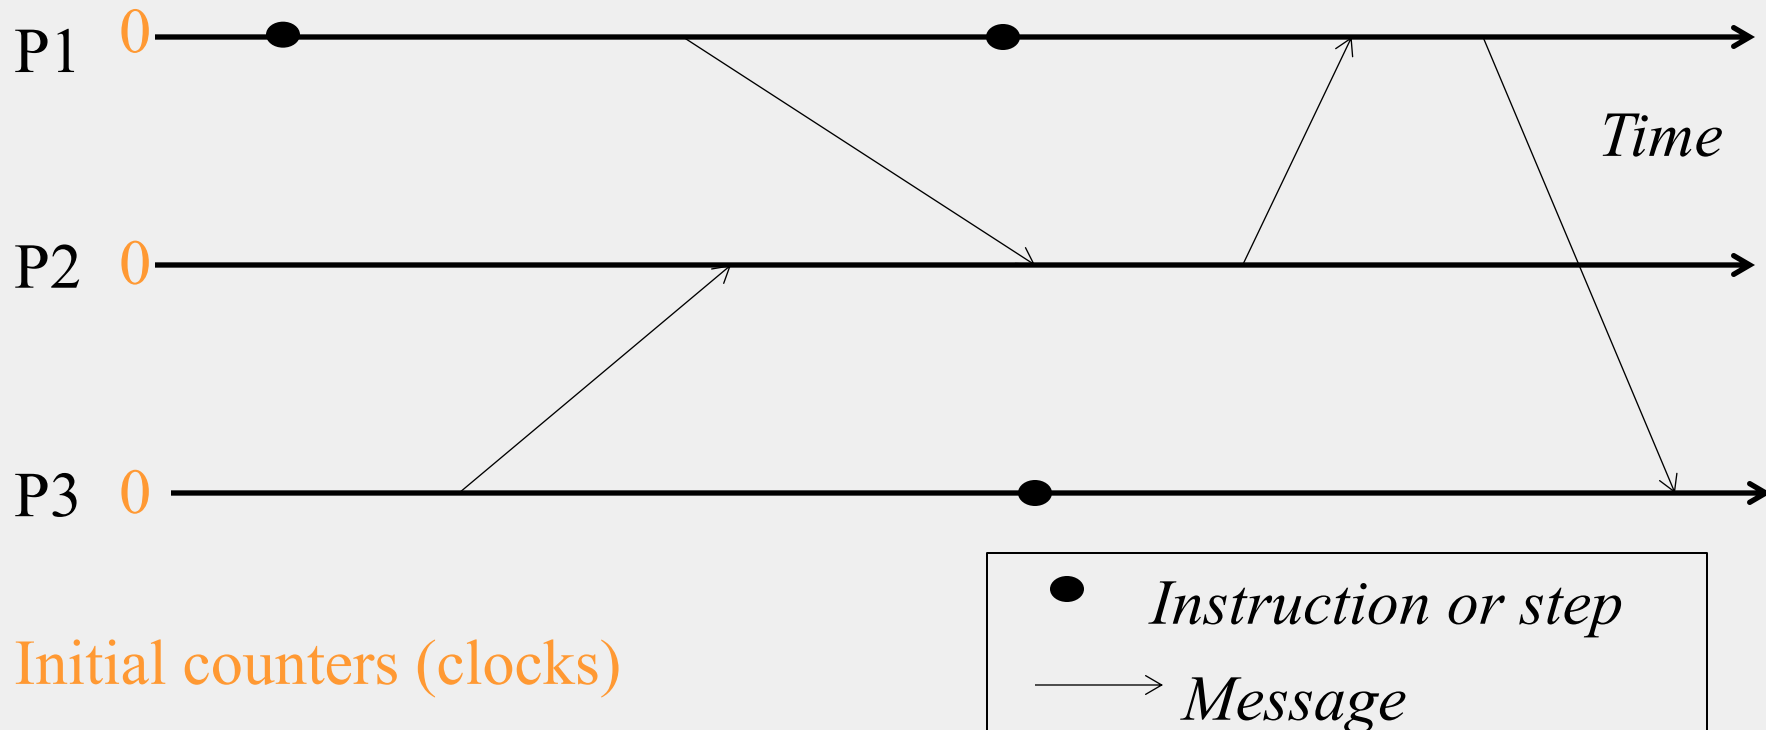 P1 0
Time
P2 0
P3 0
Instruction or step
Initial counters (clocks)
Message